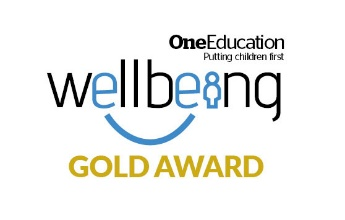 OneEducation
Putting children first
wellbeing
GOLD AWARD